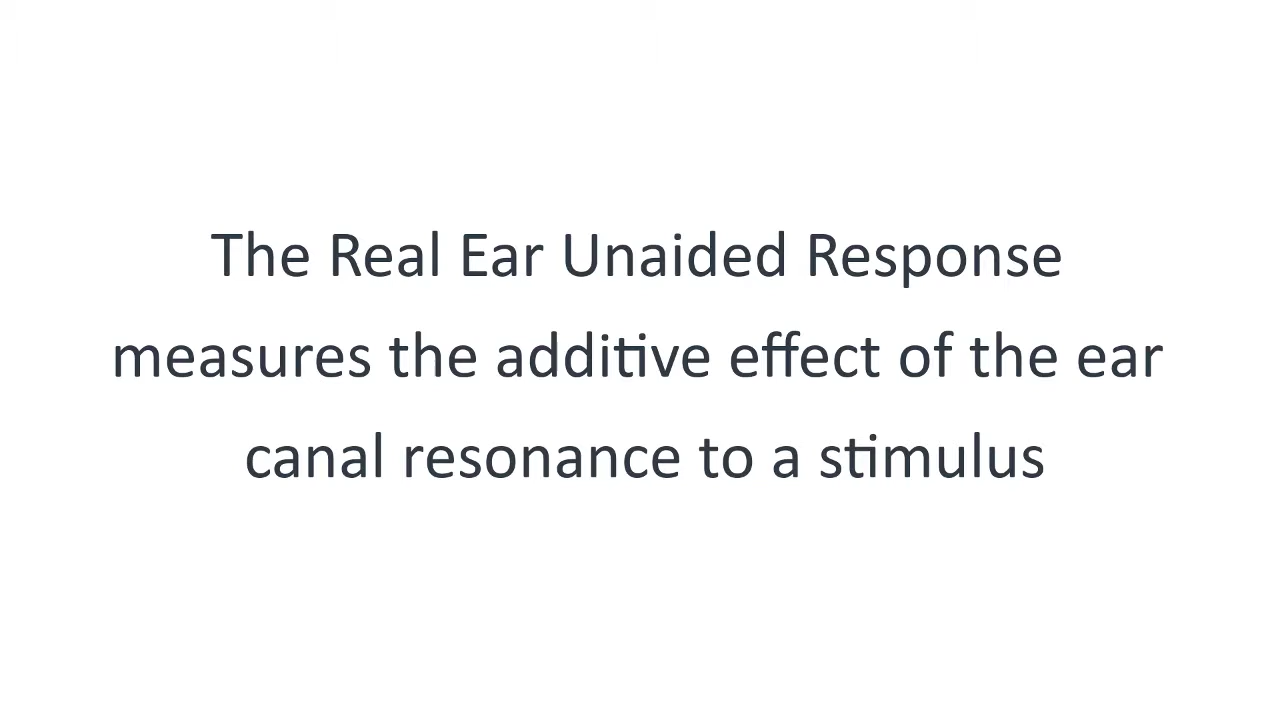 The Real Ear Unaided Response
measures the additive effect of the ear
canal resonance to a stimulus